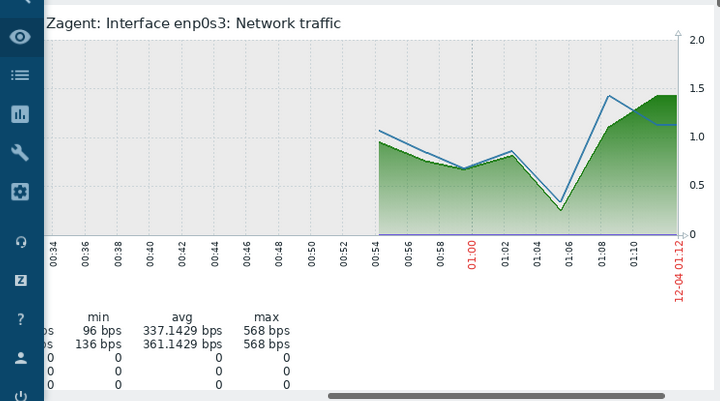 Zagent: Interface enp0s3: Network traffic
2.0
1.5
1.0
0.5
0
00:34 00:36 00:38 00:40 00:42 00:44 00:46 00:48 00:50 00:52 00:54 00:56 00:58 01:00 01:02 01:04 01:06 01:08 01:10 12-04 01:12
min avg max
96 bps 337.1429 bps 568 bps
136 bps 361.1429 bps 568 bps
0 0 0 0
0 0 0 0
0 0 0 0
Z
?